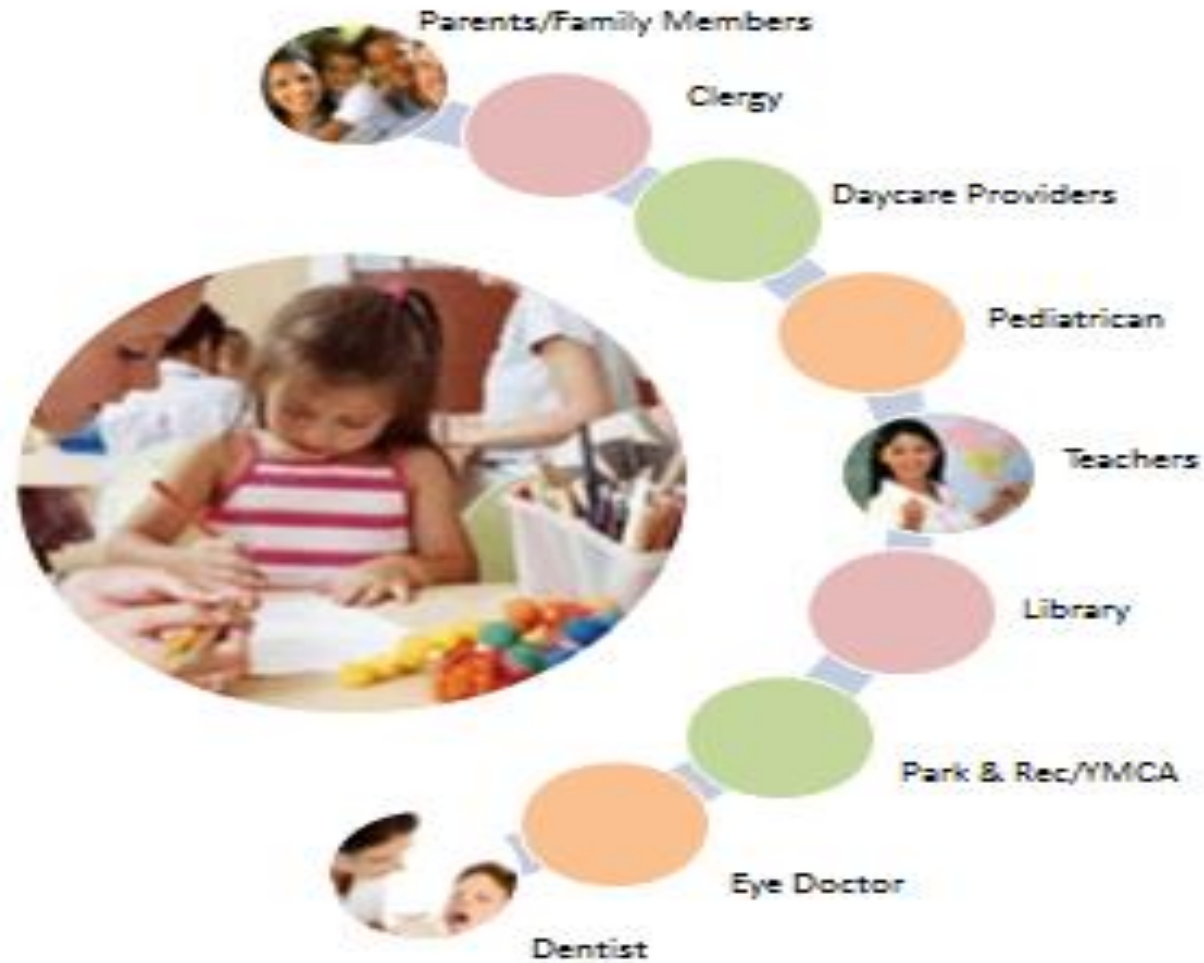 Parents/Family Members
Clergy
Daycare Providers
Pediatrican
Teachers
Library
Park & Rec/YMCA
Eye Doctor
Dentist